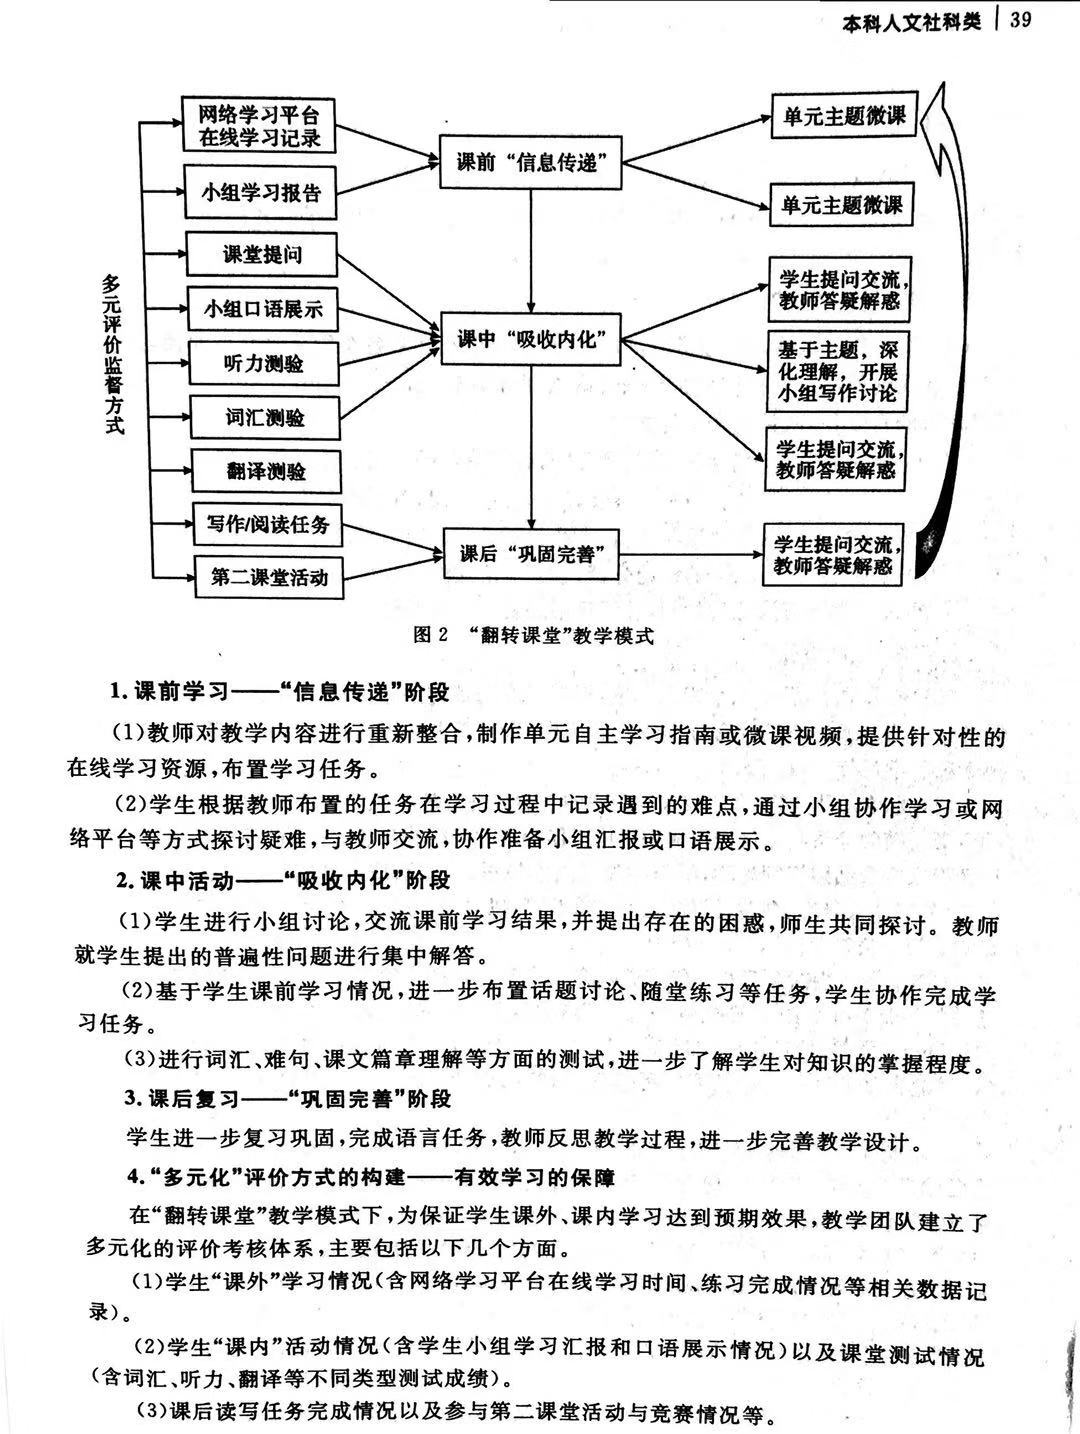 本科人文社科类 | 39
多元评价监督方式
网络学习平台
在线学习记录
小组学习报告
课堂提问
小组口语展示
听力测验
词汇测验
翻译测验
写作/阅读任务
第二课堂活动
课前“信息传递”
课中“吸收内化”
课后“巩固完善”
单元主题微课
单元主题微课
学生提问交流，
教师答疑解惑
基于主题，深
化理解，开展
小组写作讨论
学生提问交流，
教师答疑解惑
学生提问交流，
教师答疑解惑
图 2 “翻转课堂”教学模式
1. 课前学习——“信息传递”阶段
(1)教师对教学内容进行重新整合，制作单元自主学习指南或微课视频，提供针对性的
在线学习资源，布置学习任务。
(2)学生根据教师布置的任务在学习过程中记录遇到的难点，通过小组协作学习或网
络平台等方式探讨疑难，与教师交流，协作准备小组汇报或口语展示。
2. 课中活动——“吸收内化”阶段
(1)学生进行小组讨论，交流课前学习结果，并提出存在的困惑，师生共同探讨。教师
就学生提出的普遍性问题进行集中解答。
(2)基于学生课前学习情况，进一步布置话题讨论、随堂练习等任务，学生协作完成学
习任务。
(3)进行词汇、难句、课文篇章理解等方面的测试，进一步了解学生对知识的掌握程度。
3. 课后复习——“巩固完善”阶段
学生进一步复习巩固，完成语言任务，教师反思教学过程，进一步完善教学设计。
4. “多元化”评价方式的构建——有效学习的保障
在“翻转课堂”教学模式下，为保证学生课外、课内学习达到预期效果，教学团队建立了
多元化的评价考核体系，主要包括以下几个方面。
(1)学生“课外”学习情况(含网络学习平台在线学习时间、练习完成情况等相关数据记
录)。
(2)学生“课内”活动情况(含学生小组学习汇报和口语展示情况)以及课堂测试情况
(含词汇、听力、翻译等不同类型测试成绩)。
(3)课后读写任务完成情况以及参与第二课堂活动与竞赛情况等。